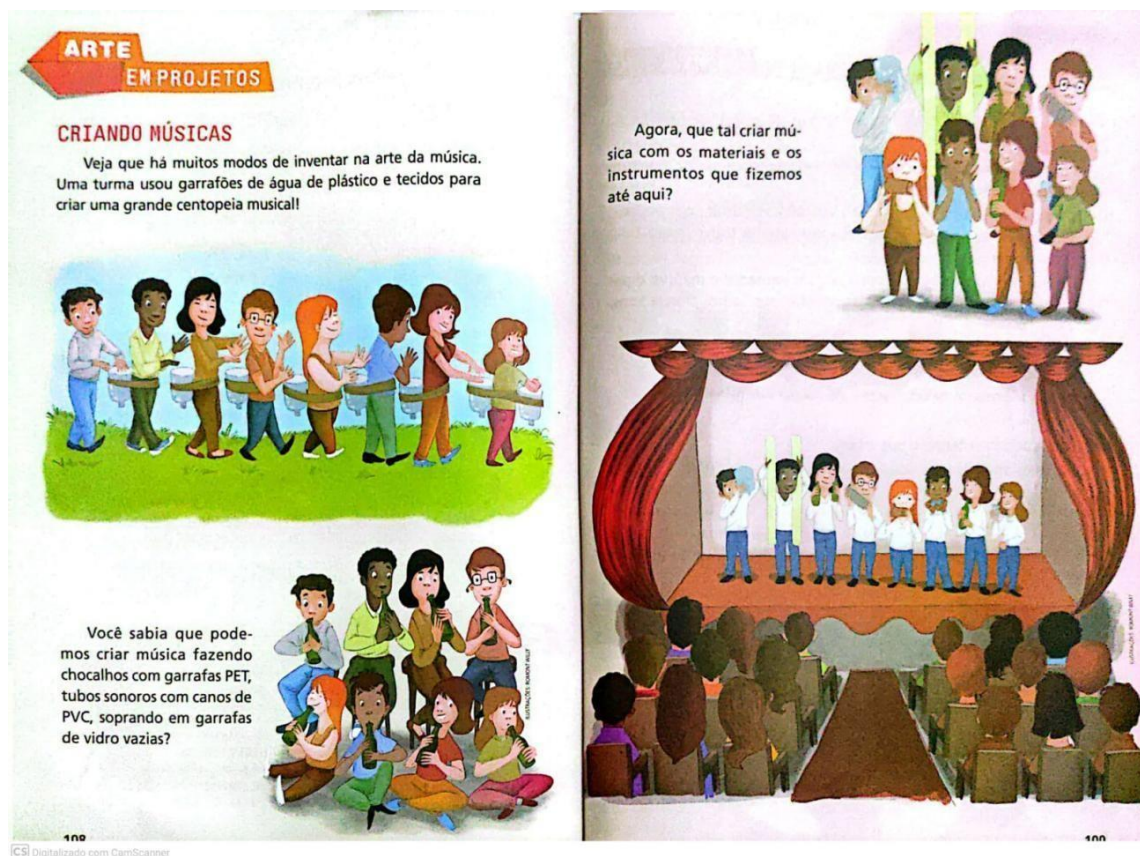 ARTE
EM PROJETOS
CRIANDO MÚSICAS
Veja que há muitos modos de inventar na arte da música.
Uma turma usou garrafões de água de plástico e tecidos para
criar uma grande centopeia musical!
Você sabia que pode-
mos criar música fazendo
chocalhos com garrafas PET,
tubos sonoros com canos de
PVC, soprando em garrafas
de vidro vazias?
108
CS Digitalizado com CamScanner
Agora, que tal criar mú-
sica com os materiais e os
instrumentos que fizemos
até aqui?
109